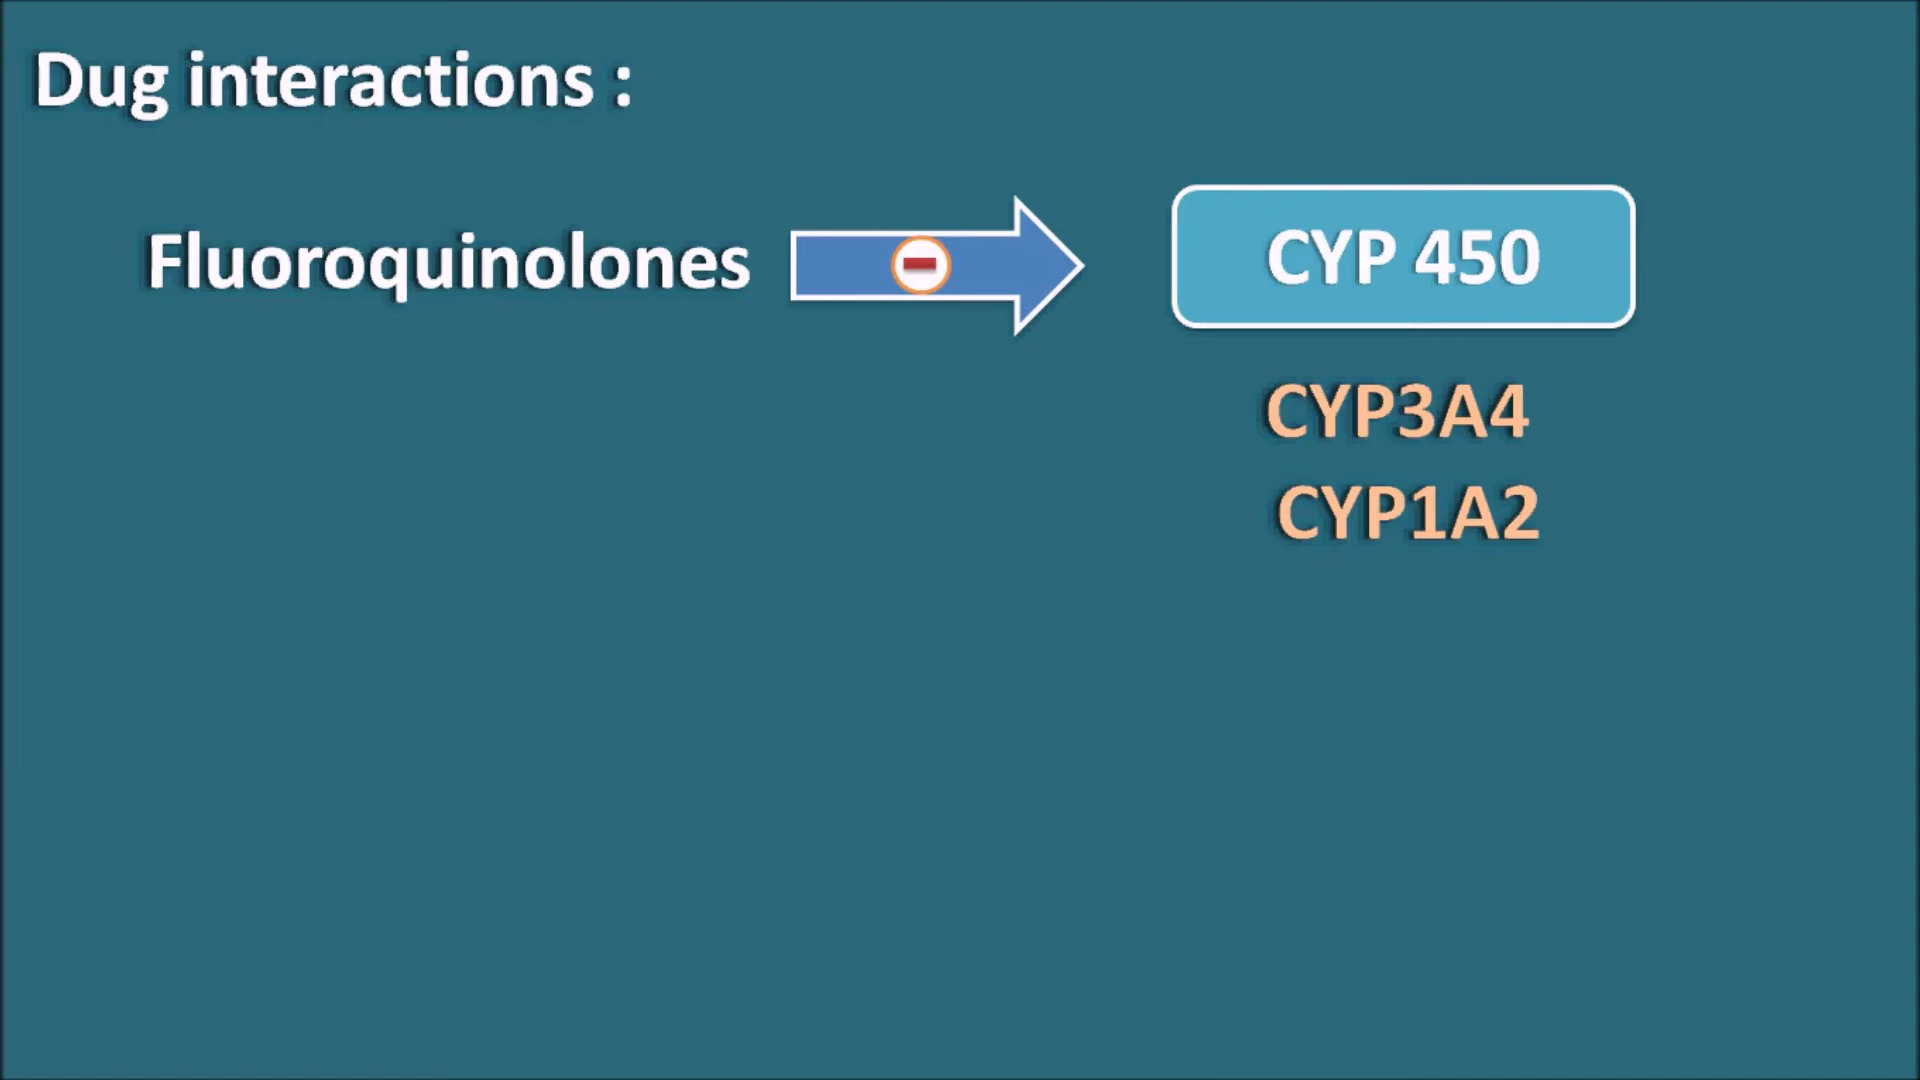 Dug interactions :
Fluoroquinolones
CYP 450
CYP3A4
CYP1A2